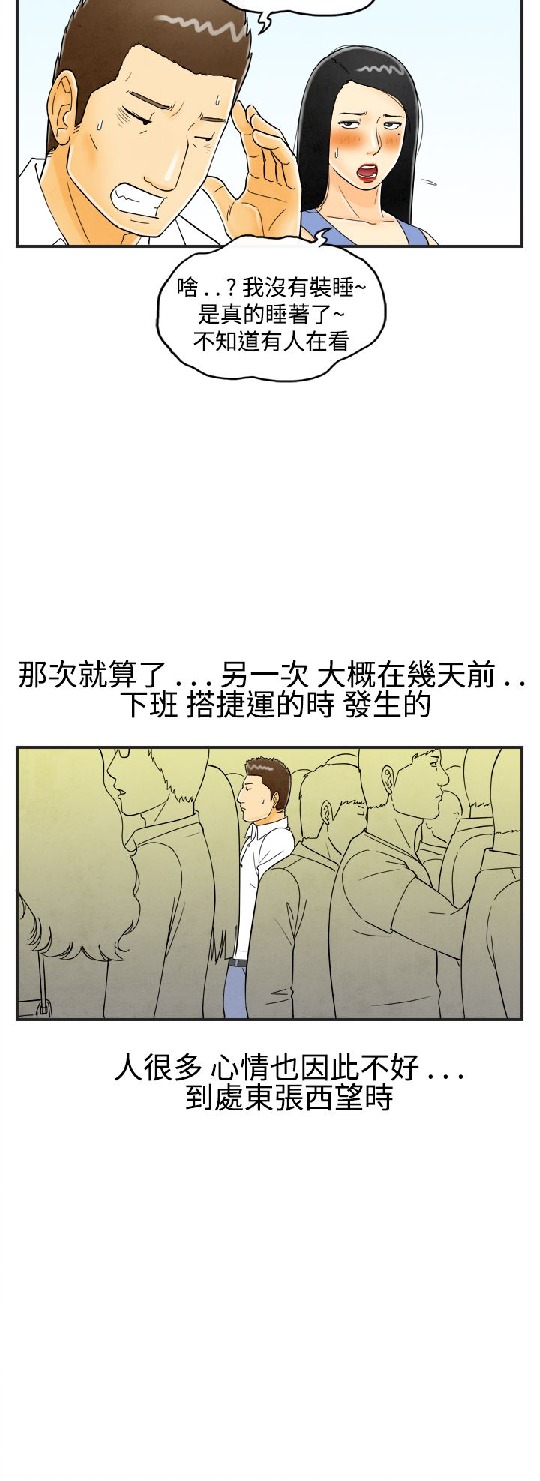 啥..?我沒有裝睡~
是真的睡著了~
不知道有人在看
那次就算了...另一次 大概在幾天前..
下班 搭捷運的時 發生的
人很多 心情也因此不好...
到處東張西望時